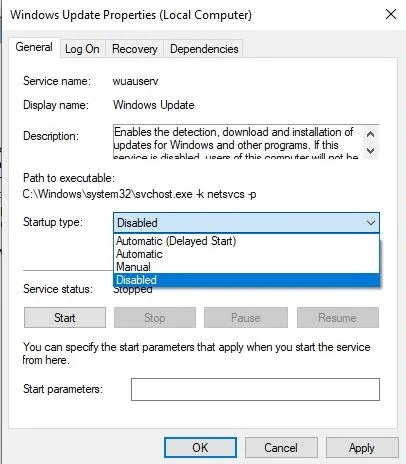 Windows Update Properties (Local Computer)
General Log On Recovery Dependencies
Service name: wuauserv
Display name: Windows Update
Description: Enables the detection, download and installation of
updates for Windows and other programs. If this
service is disabled, users of this computer will not be
Path to executable:
C:\Windows\system32\svchost.exe -k netsvcs -p
Startup type: Disabled
Automatic (Delayed Start)
Automatic
Manual
Disabled
Service status: Stopped
Start Stop Pause Resume
You can specify the start parameters that apply when you start the service
from here.
Start parameters:
OK Cancel Apply